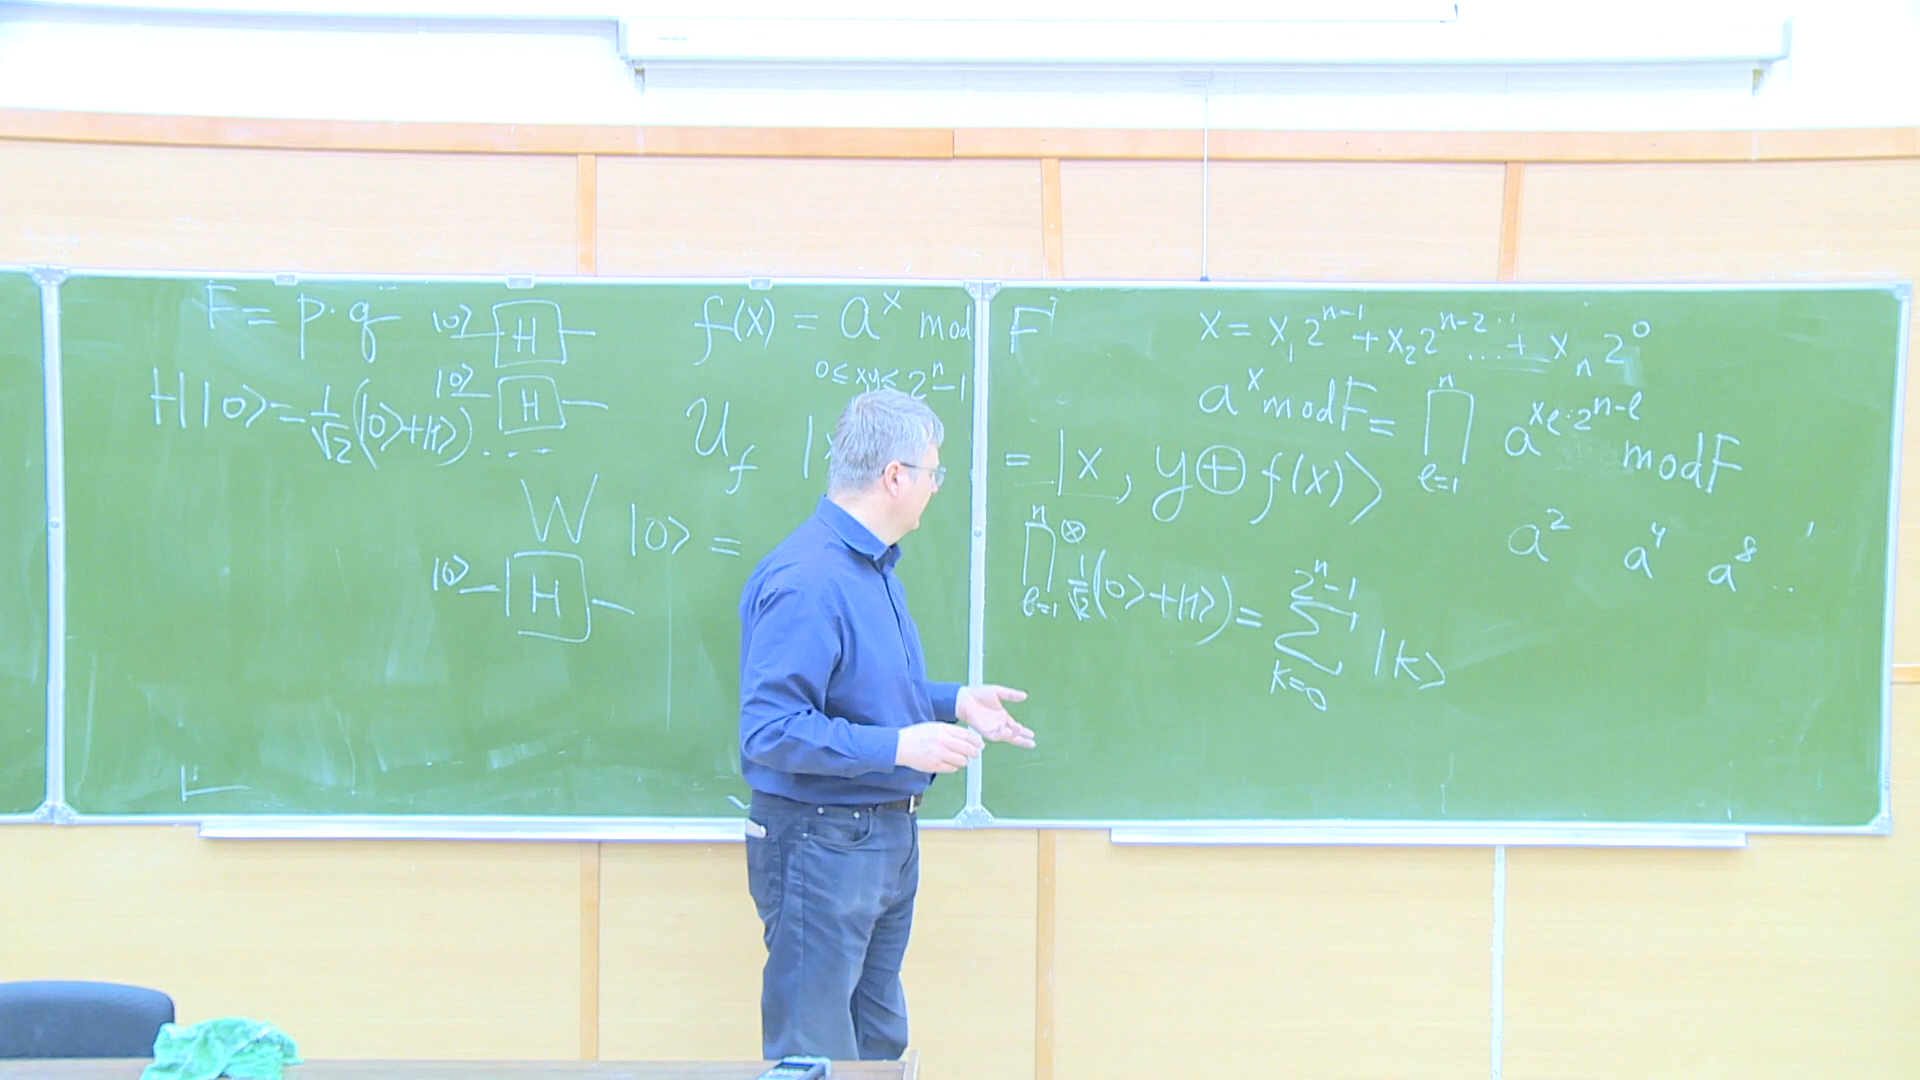 F = p·q |0> H f(x) = a^x mod F
H|0> = 1/√2 (|0>+|1>) |0> H ... 0≤x,y≤2^n-1
U_f |x = |x, y⊕f(x)>
W|0> = ∏_{ℓ=1}^{n ⊗} 1/√2 (|0>+|1>) = ∑_{k=0}^{2^n-1} |k>
|0> H
x = x_1 2^{n-1} + x_2 2^{n-2} ... + x_n 2^0
a^x mod F = ∏_{ℓ=1}^{n} a^{x_ℓ·2^{n-ℓ}} mod F
a^2 a^4 a^8 ...